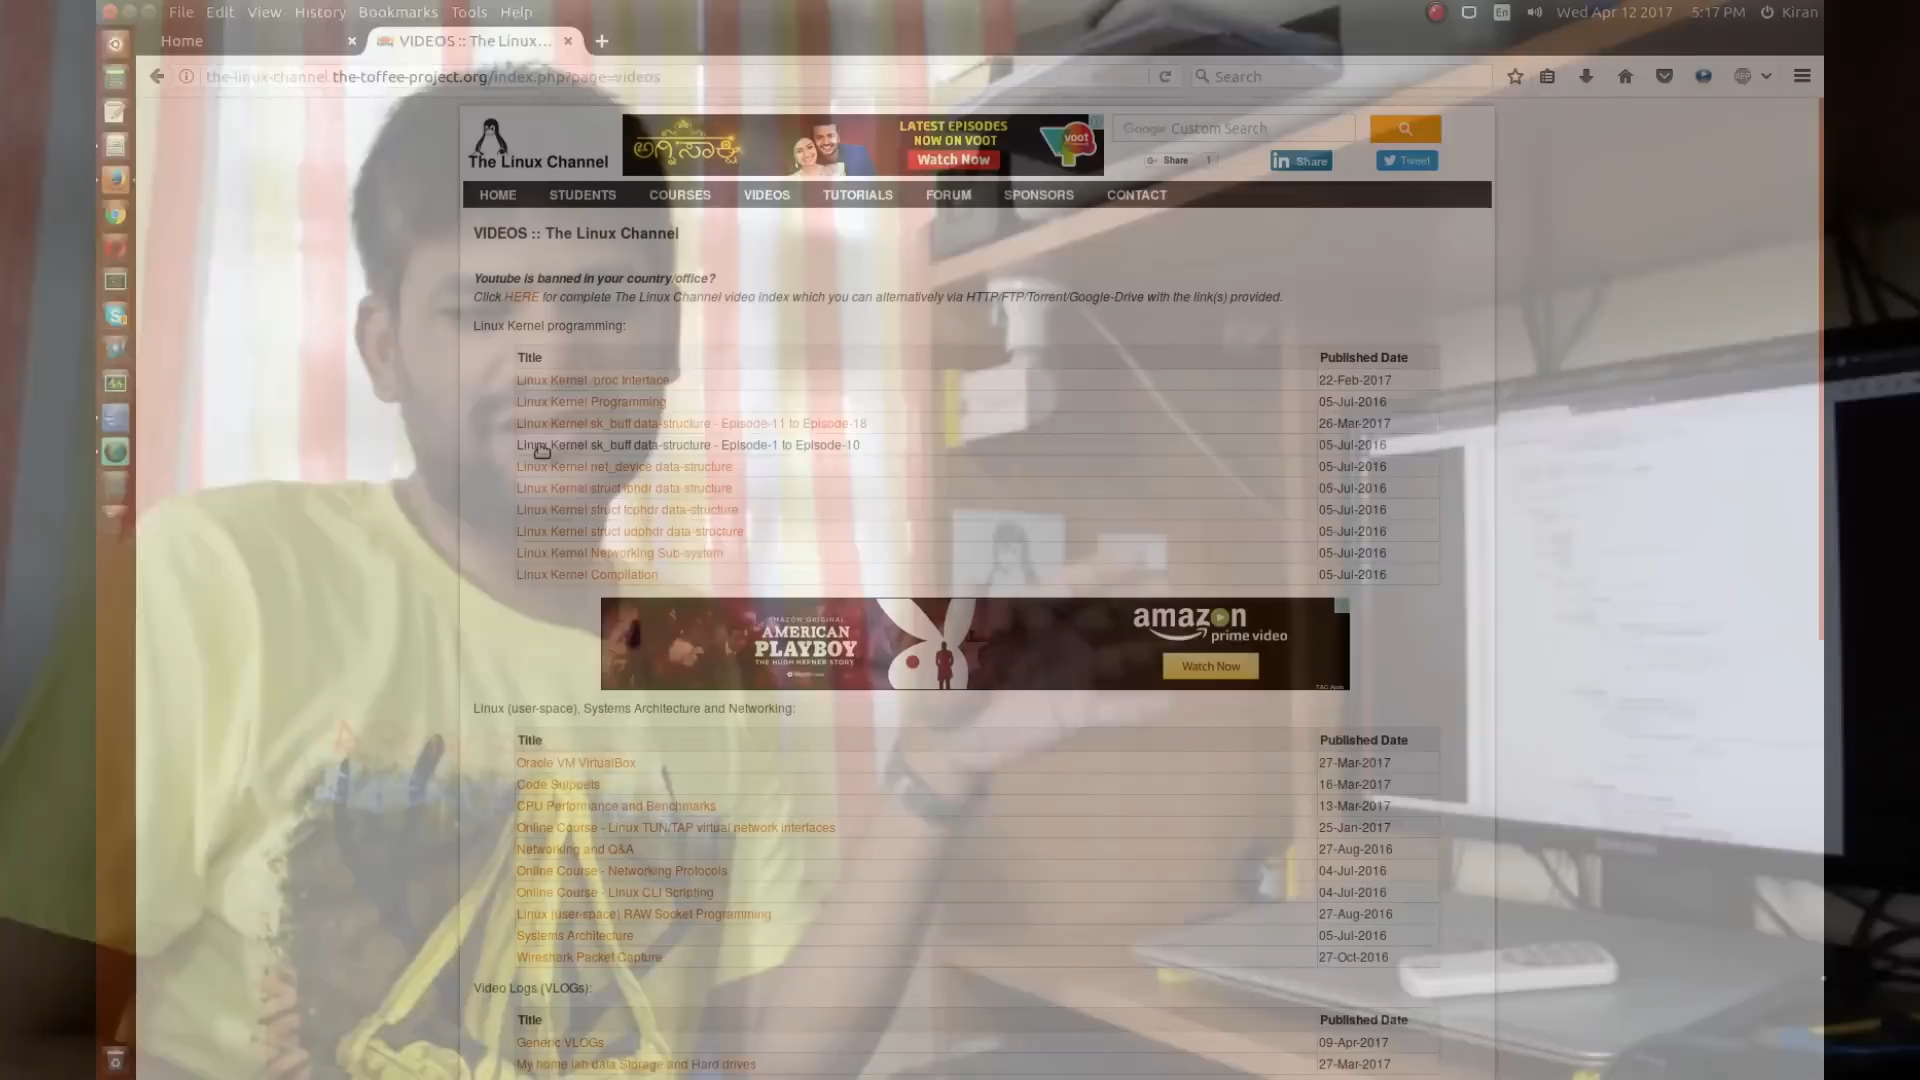 File Edit View History Bookmarks Tools Help
En Wed Apr 12 2017 5:17 PM Kiran
Home
VIDEOS :: The Linux...
the-linux-channel.the-toffee-project.org/index.php?page=videos
Search
The Linux Channel
ಅಗ್ನಿಸಾಕ್ಷಿ
LATEST EPISODES
NOW ON VOOT
Watch Now
voot
Google Custom Search
Share 1
in Share
Tweet
HOME STUDENTS COURSES VIDEOS TUTORIALS FORUM SPONSORS CONTACT
VIDEOS :: The Linux Channel
Youtube is banned in your country/office?
Click HERE for complete The Linux Channel video index which you can alternatively via HTTP/FTP/Torrent/Google-Drive with the link(s) provided.
Linux Kernel programming:
Title Published Date
Linux Kernel /proc Interface 22-Feb-2017
Linux Kernel Programming 05-Jul-2016
Linux Kernel sk_buff data-structure - Episode-11 to Episode-18 26-Mar-2017
Linux Kernel sk_buff data-structure - Episode-1 to Episode-10 05-Jul-2016
Linux Kernel net_device data-structure 05-Jul-2016
Linux Kernel struct iphdr data-structure 05-Jul-2016
Linux Kernel struct tcphdr data-structure 05-Jul-2016
Linux Kernel struct udphdr data-structure 05-Jul-2016
Linux Kernel Networking Sub-system 05-Jul-2016
Linux Kernel Compilation 05-Jul-2016
AMAZON ORIGINAL
AMERICAN
PLAYBOY
THE HUGH HEFNER STORY
amazon
prime video
Watch Now
Linux (user-space), Systems Architecture and Networking:
Title Published Date
Oracle VM VirtualBox 27-Mar-2017
Code Snippets 16-Mar-2017
CPU Performance and Benchmarks 13-Mar-2017
Online Course - Linux TUN/TAP virtual network interfaces 25-Jan-2017
Networking and Q&A 27-Aug-2016
Online Course - Networking Protocols 04-Jul-2016
Online Course - Linux CLI Scripting 04-Jul-2016
Linux (user-space) RAW Socket Programming 27-Aug-2016
Systems Architecture 05-Jul-2016
Wireshark Packet Capture 27-Oct-2016
Video Logs (VLOGs):
Title Published Date
Generic VLOGs 09-Apr-2017
My home lab data Storage and Hard drives 27-Mar-2017